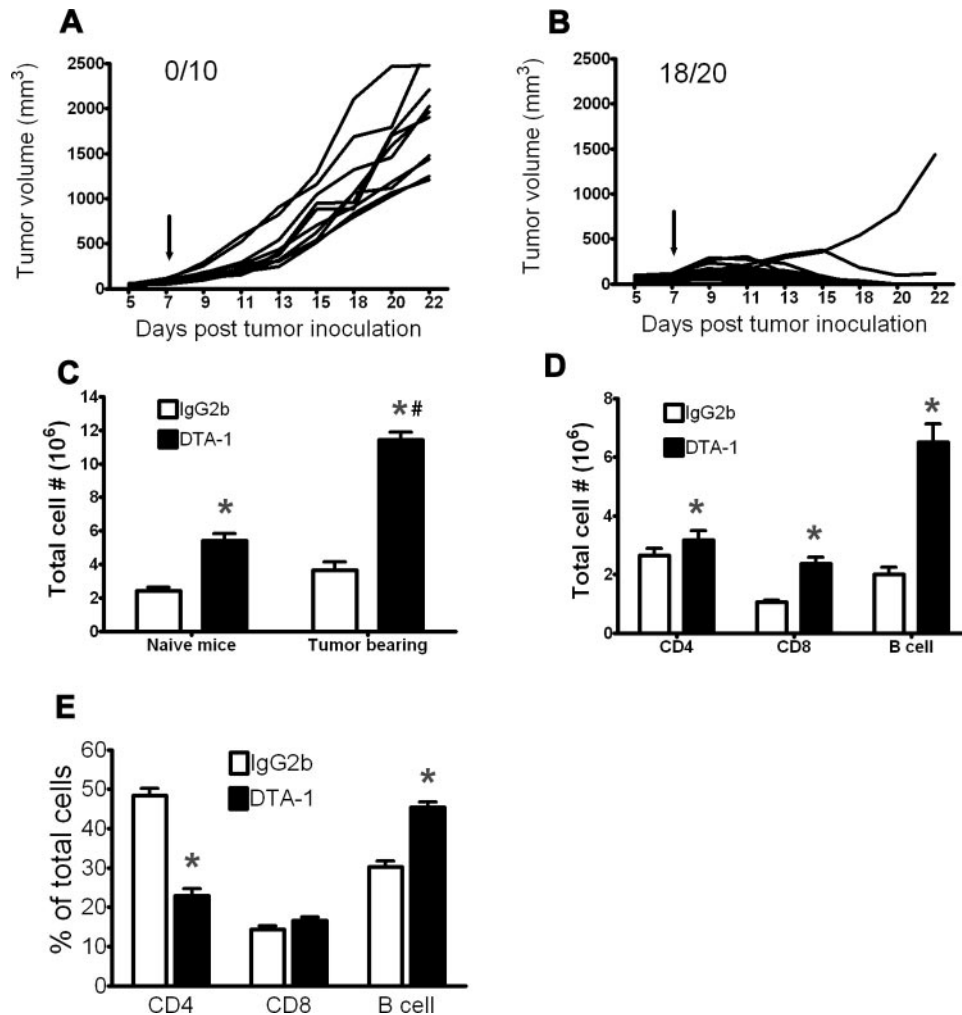 A
0/10
Tumor volume (mm³)
2500
2000
1500
1000
500
0
5 7 9 11 13 15 18 20 22
Days post tumor inoculation
B
18/20
Tumor volume (mm³)
2500
2000
1500
1000
500
0
5 7 9 11 13 15 18 20 22
Days post tumor inoculation
C
IgG2b
DTA-1
Total cell # (10⁶)
14
12
10
8
6
4
2
0
*
* #
Naive mice Tumor bearing
D
IgG2b
DTA-1
Total cell # (10⁶)
8
6
4
2
0
*
*
*
CD4 CD8 B cell
E
IgG2b
DTA-1
% of total cells
60
50
40
30
20
10
0
*
*
CD4 CD8 B cell